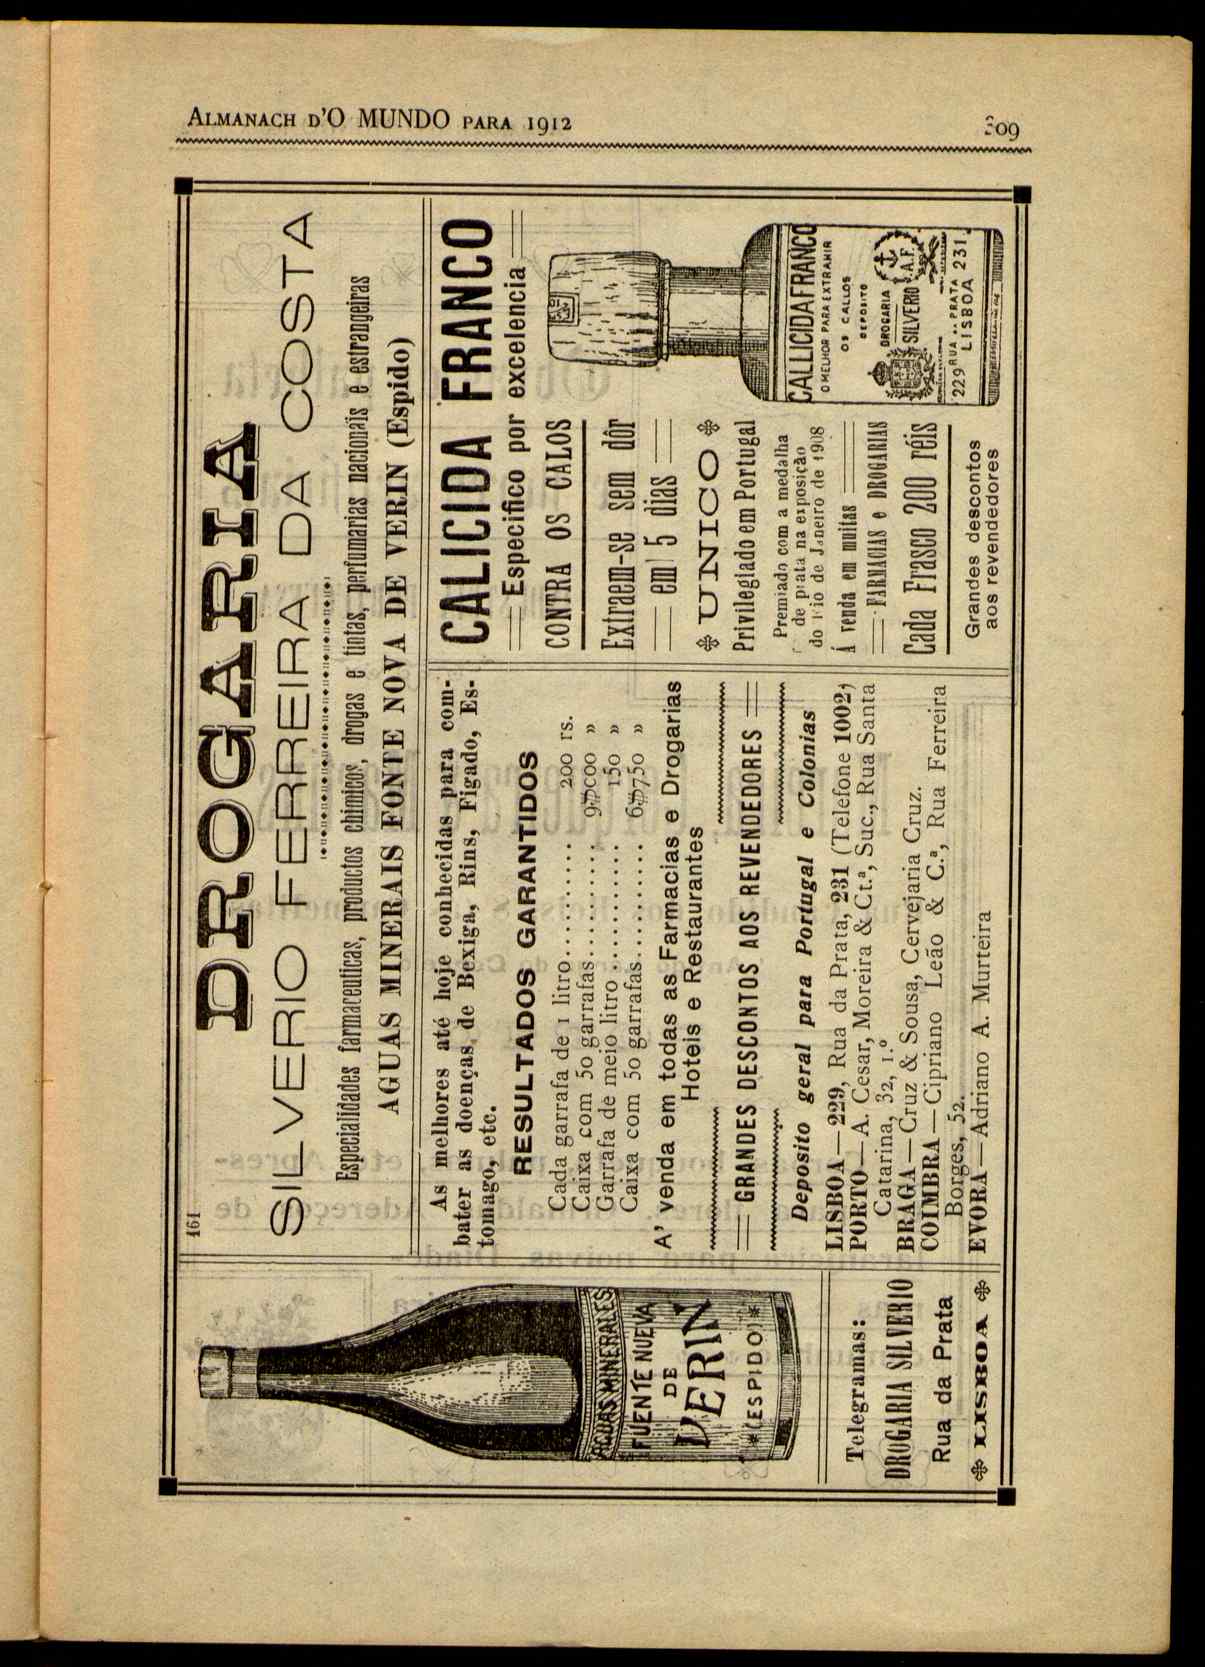 ALMANACH D'O MUNDO PARA 1912
309
161
DROGARIA
SILVERIO FERREIRA DA COSTA
Especialidades farmaceuticas, productos chimicos, drogas e tintas, perfumarias nacionais e estrangeiras
AGUAS MINERAIS FONTE NOVA DE VERIN (Espido)
AGUAS MINERALES
FUENTE NUEVA
DE
VERIN
(ESPIDO)
Telegramas:
DROGARIA SILVERIO
Rua da Prata
LISBOA
As melhores até hoje conhecidas para com-
bater as doenças de Bexiga, Rins, Figado, Es-
tomago, etc.
RESULTADOS GARANTIDOS
Cada garrafa de 1 litro.......... 200 rs.
Caixa com 50 garrafas.......... 9$000 »
Garrafa de meio litro.......... 150 »
Caixa com 50 garrafas.......... 6$750 »
A' venda em todas as Farmacias e Drogarias
Hoteis e Restaurantes
GRANDES DESCONTOS AOS REVENDEDORES
Deposito geral para Portugal e Colonias
LISBOA—229, Rua da Prata, 231 (Telefone 1002)
PORTO—A. Cesar, Moreira & Ct.ª, Suc., Rua Santa
Catarina, 32, 1.º
BRAGA—Cruz & Sousa, Cervejaria Cruz.
COIMBRA—Cipriano Leão & C.ª, Rua Ferreira
Borges, 52.
EVORA—Adriano A. Murteira
CALICIDA FRANCO
Especifico por excelencia
CONTRA OS CALOS
Extraem-se sem dôr
em 5 dias
UNICO
Privilegiado em Portugal
Premiado com a medalha
de prata na exposição
do Rio de Janeiro de 1908
Á venda em muitas
FARMACIAS e DROGARIAS
Cada Frasco 200 réis
Grandes descontos
aos revendedores
CALLICIDA FRANCO
O MELHOR PARA EXTRAHIR
OS CALLOS
DEPOSITO
DROGARIA
SILVERIO
A.F.
229 RUA DA PRATA 231
LISBOA